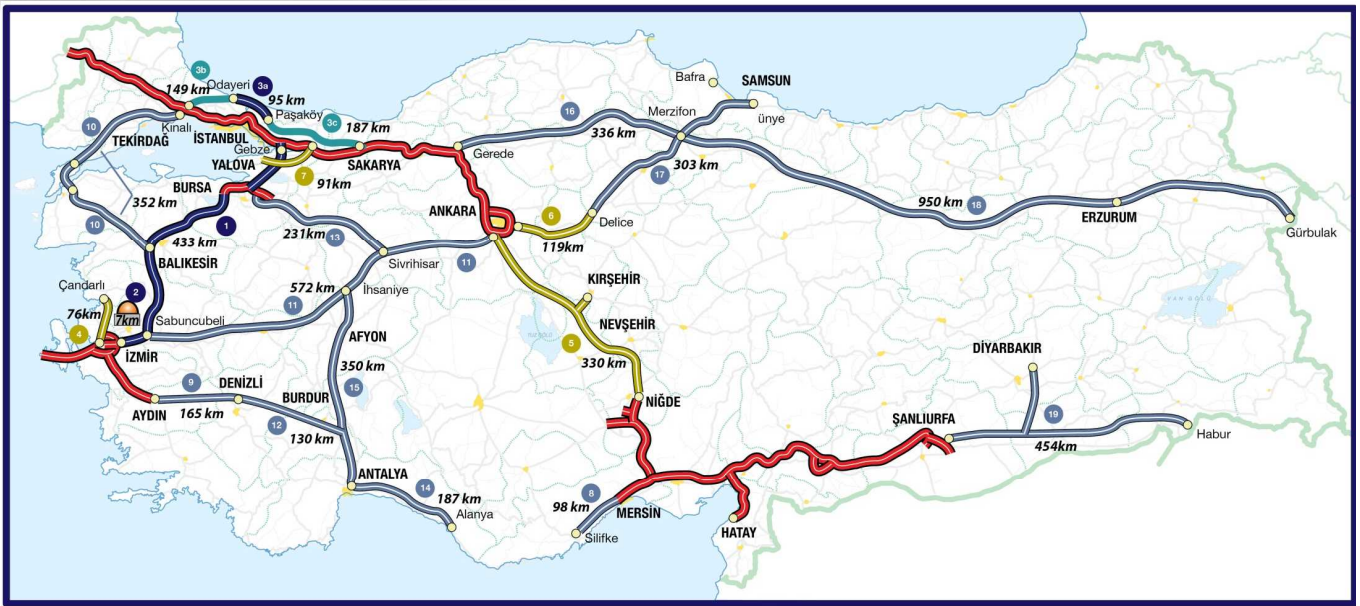 3b
149 km
Odayeri
3a
95 km
Paşaköy
3c
187 km
Kınalı
10
TEKİRDAĞ
İSTANBUL
Gebze
YALOVA
7
91km
SAKARYA
Gerede
16
336 km
Merzifon
Bafra
SAMSUN
ünye
17
303 km
352 km
BURSA
1
10
433 km
BALIKESİR
231km
13
Sivrihisar
11
ANKARA
6
119km
Delice
950 km
18
ERZURUM
Gürbulak
Çandarlı
76km
2
7km
Sabuncubeli
4
İZMİR
11
572 km
İhsaniye
AFYON
KIRŞEHİR
NEVŞEHİR
5
330 km
NİĞDE
VAN GÖLÜ
9
DENİZLİ
AYDIN
165 km
BURDUR
350 km
15
12
130 km
ANTALYA
14
187 km
Alanya
8
98 km
Silifke
MERSİN
HATAY
ŞANLIURFA
DİYARBAKIR
19
454km
Habur